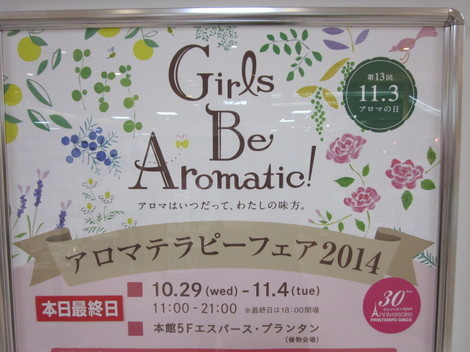 Girls
Be
Aromatic!
第13回
11.3
アロマの日
アロマはいつだって、わたしの味方。
アロマテラピーフェア2014
本日最終日
10.29(wed) - 11.4(tue)
11:00 - 21:00 ※最終日は18:00閉場
本館5Fエスパース・プランタン
(催物会場)
30
Anniversaire
PRINTEMPS GINZA